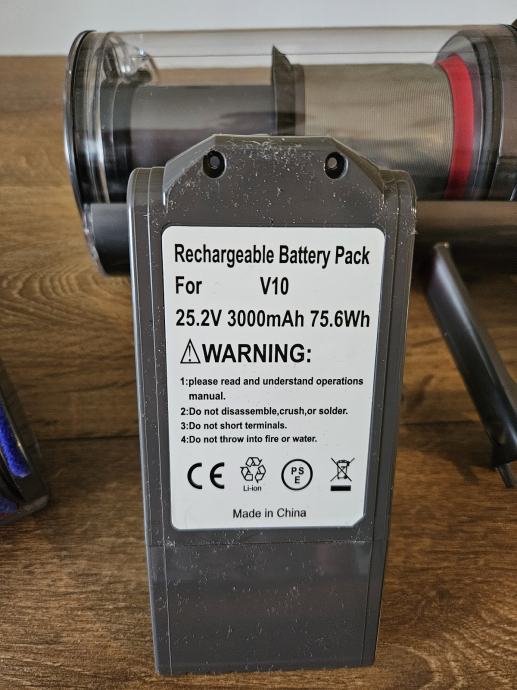 Rechargeable Battery Pack
For V10
25.2V 3000mAh 75.6Wh
⚠WARNING:
1:please read and understand operations
manual.
2:Do not disassemble,crush,or solder.
3:Do not short terminals.
4:Do not throw into fire or water.
CE
PS
E
Li-ion
Made in China